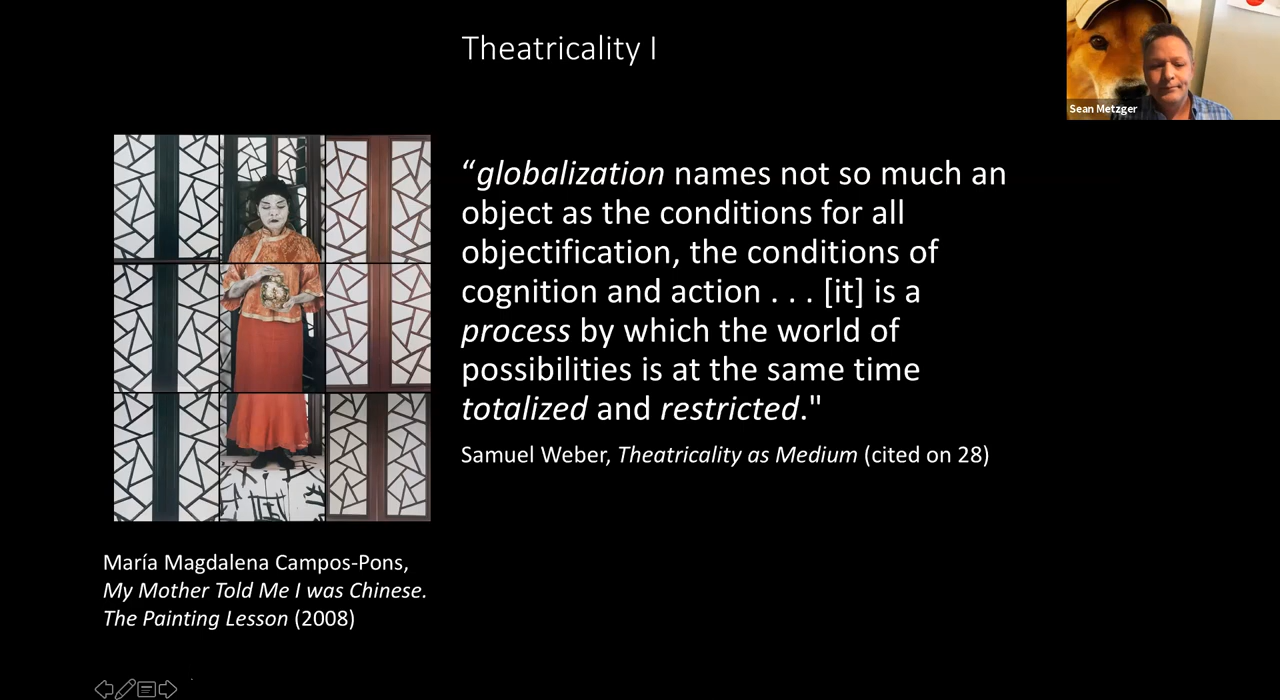 Theatricality I
Sean Metzger
“globalization names not so much an
object as the conditions for all
objectification, the conditions of
cognition and action . . . [it] is a
process by which the world of
possibilities is at the same time
totalized and restricted."
Samuel Weber, Theatricality as Medium (cited on 28)
María Magdalena Campos-Pons,
My Mother Told Me I was Chinese.
The Painting Lesson (2008)